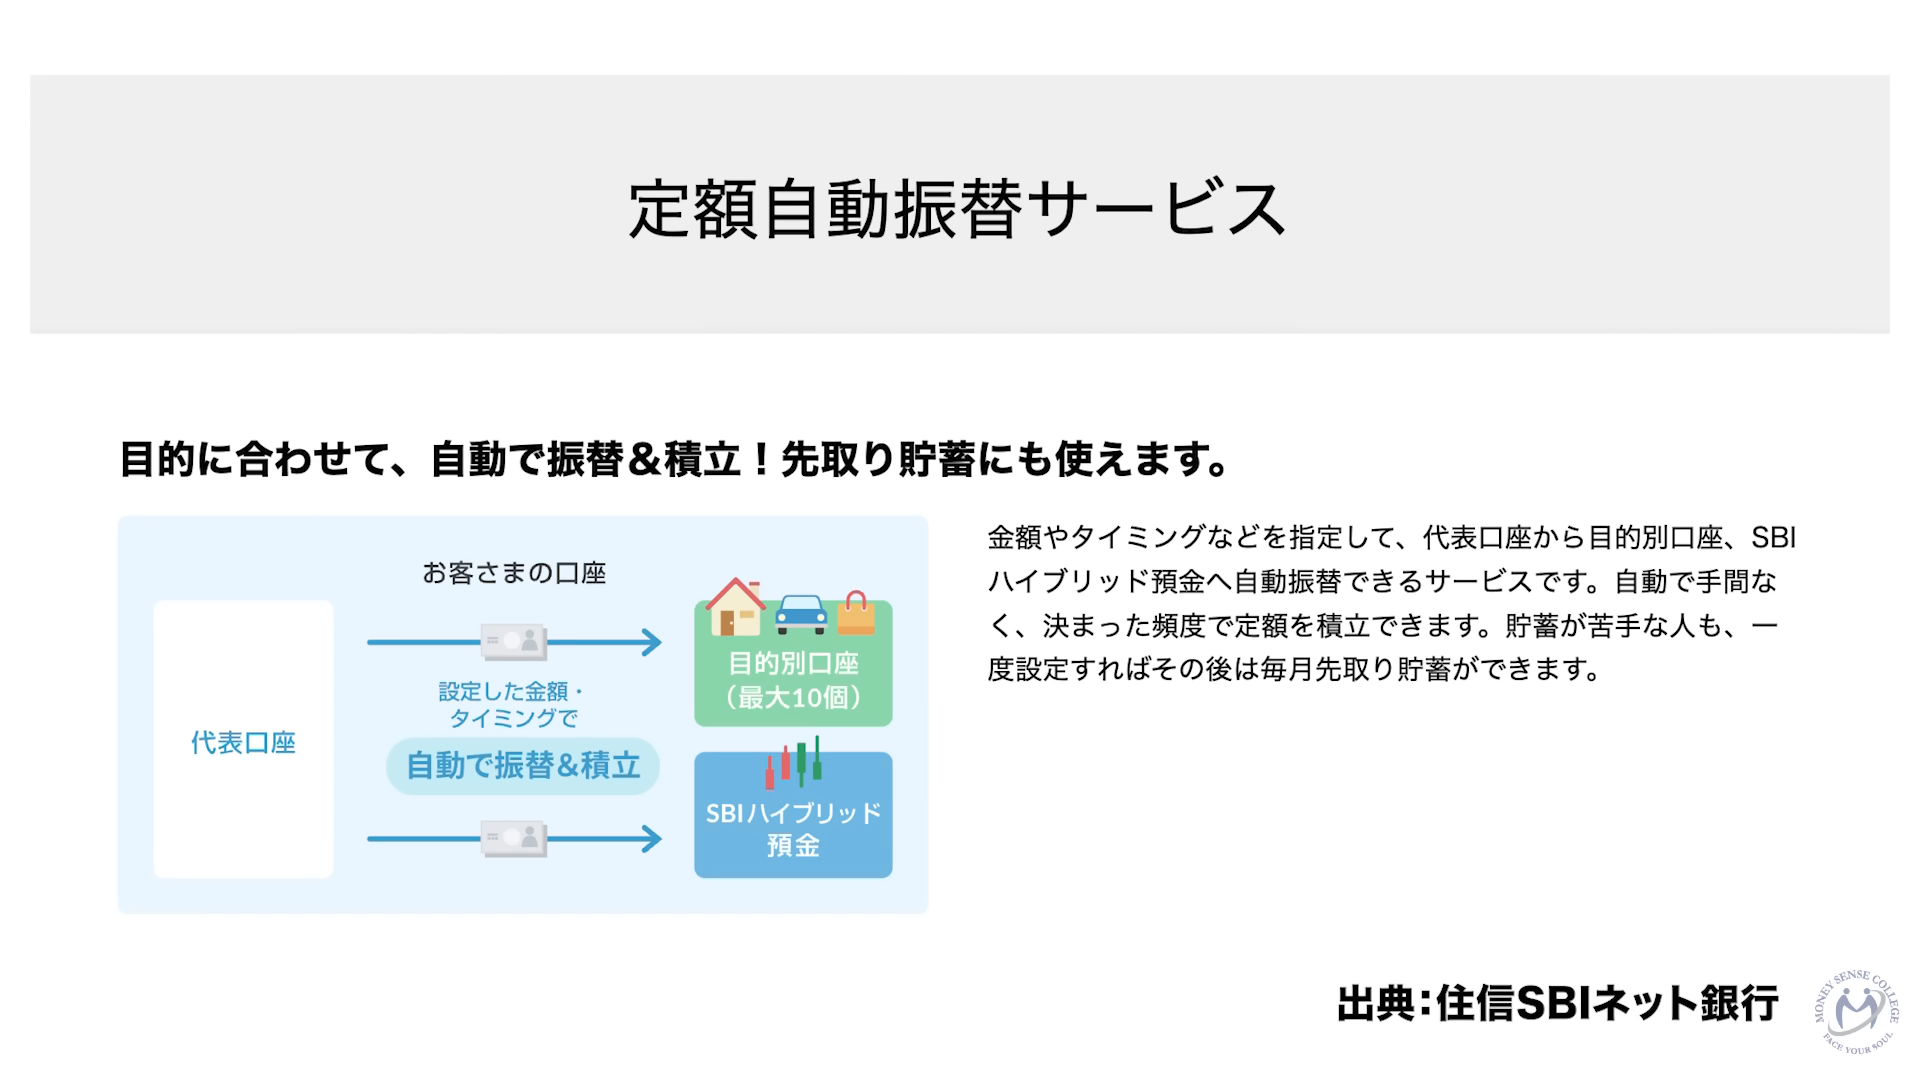 定額自動振替サービス
目的に合わせて、自動で振替＆積立！先取り貯蓄にも使えます。
お客さまの口座
代表口座
設定した金額・
タイミングで
自動で振替&積立
目的別口座
（最大10個）
SBIハイブリッド
預金
金額やタイミングなどを指定して、代表口座から目的別口座、SBI
ハイブリッド預金へ自動振替できるサービスです。自動で手間な
く、決まった頻度で定額を積立できます。貯蓄が苦手な人も、一
度設定すればその後は毎月先取り貯蓄ができます。
出典：住信SBIネット銀行
MONEY SENSE COLLEGE
FACE YOUR SOUL